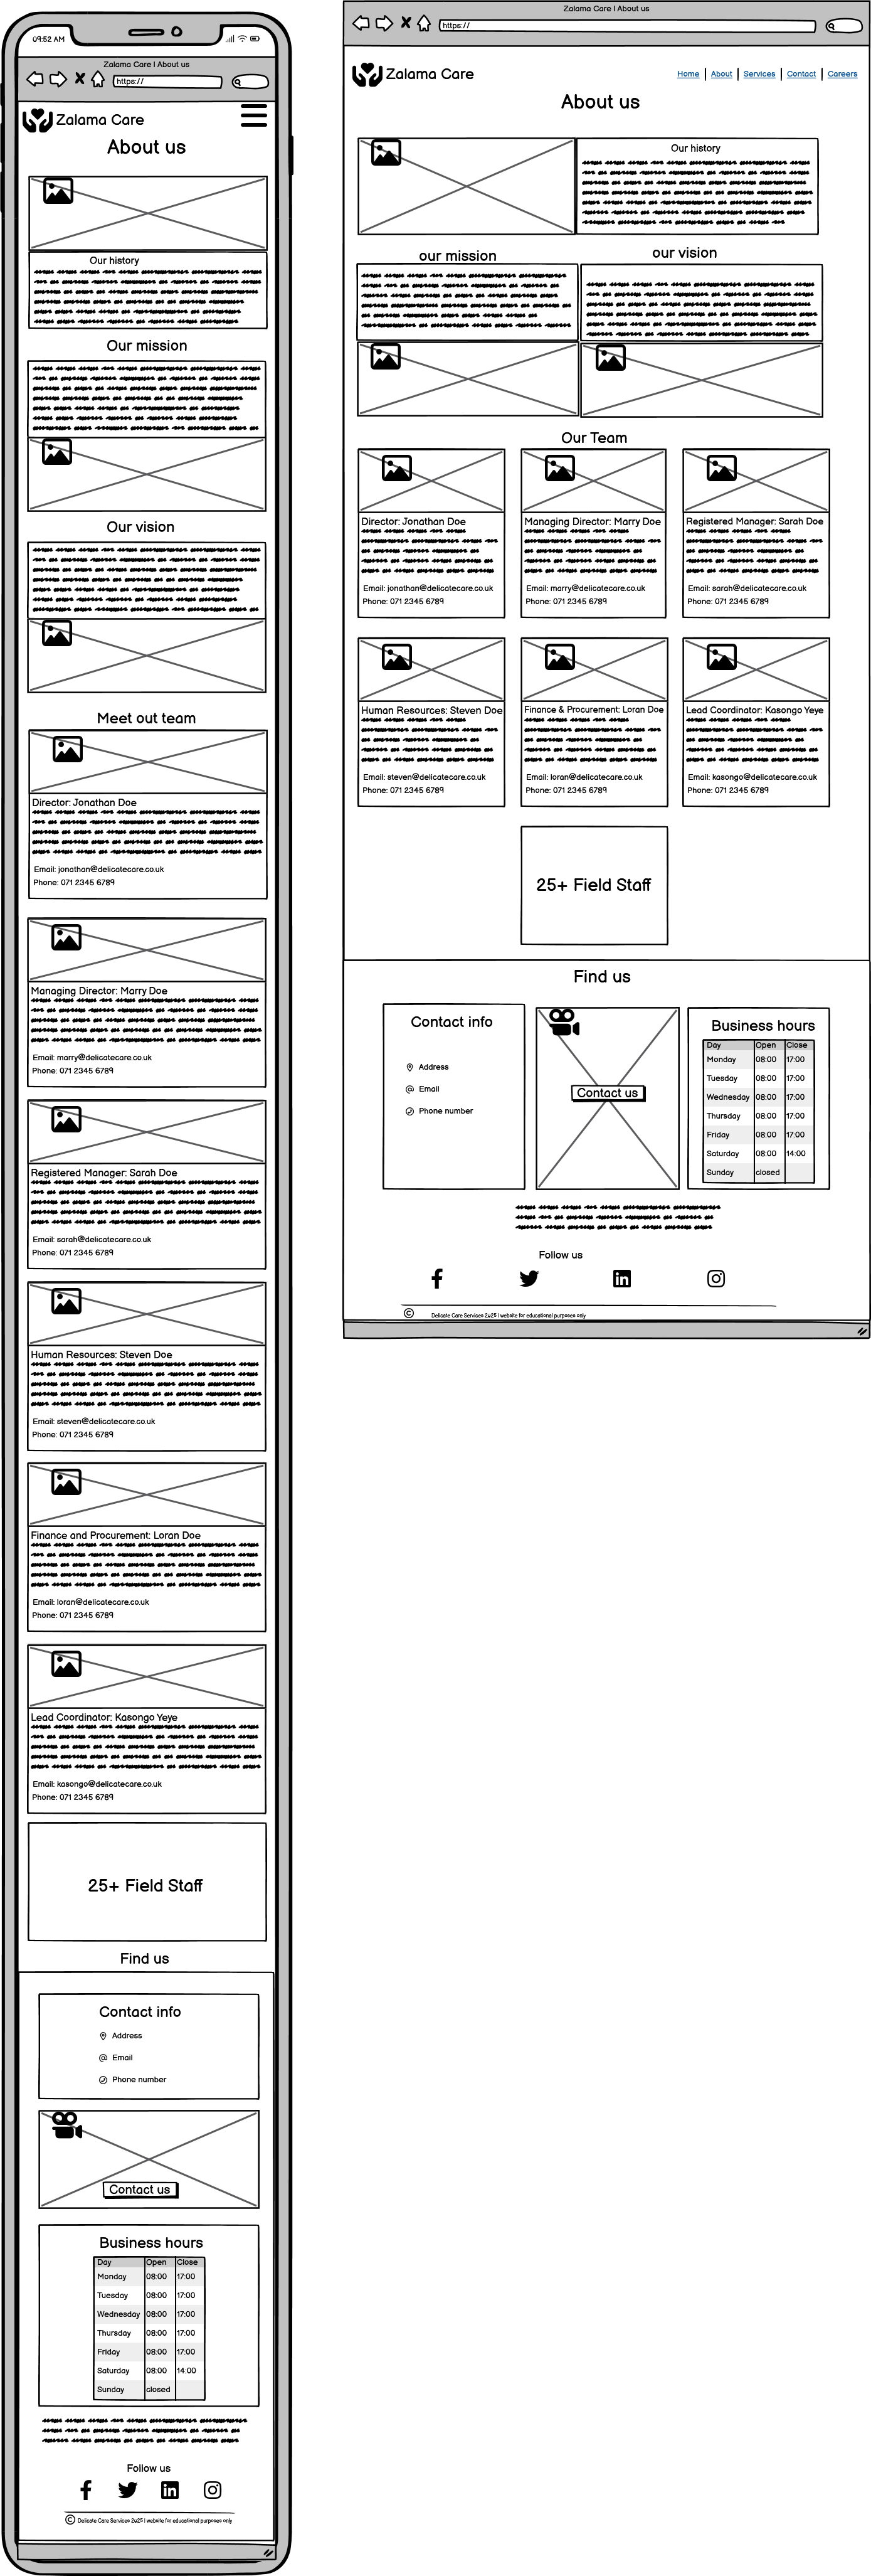 09:52 AM
Zalama Care | About us
https://
Zalama Care
About us
Our history
Our mission
Our vision
Meet out team
Director: Jonathan Doe
Email: jonathan@delicatecare.co.uk
Phone: 071 2345 6789
Managing Director: Marry Doe
Email: marry@delicatecare.co.uk
Phone: 071 2345 6789
Registered Manager: Sarah Doe
Email: sarah@delicatecare.co.uk
Phone: 071 2345 6789
Human Resources: Steven Doe
Email: steven@delicatecare.co.uk
Phone: 071 2345 6789
Finance and Procurement: Loran Doe
Email: loran@delicatecare.co.uk
Phone: 071 2345 6789
Lead Coordinator: Kasongo Yeye
Email: kasongo@delicatecare.co.uk
Phone: 071 2345 6789
25+ Field Staff
Find us
Contact info
Address
Email
Phone number
Contact us
Business hours
Day Open Close
Monday 08:00 17:00
Tuesday 08:00 17:00
Wednesday 08:00 17:00
Thursday 08:00 17:00
Friday 08:00 17:00
Saturday 08:00 14:00
Sunday closed
Follow us
© Delicate Care Services 2025 | website for educational purposes only
Zalama Care | About us
https://
Zalama Care
Home | About | Services | Contact | Careers
About us
Our history
our mission
our vision
Our Team
Director: Jonathan Doe
Email: jonathan@delicatecare.co.uk
Phone: 071 2345 6789
Managing Director: Marry Doe
Email: marry@delicatecare.co.uk
Phone: 071 2345 6789
Registered Manager: Sarah Doe
Email: sarah@delicatecare.co.uk
Phone: 071 2345 6789
Human Resources: Steven Doe
Email: steven@delicatecare.co.uk
Phone: 071 2345 6789
Finance & Procurement: Loran Doe
Email: loran@delicatecare.co.uk
Phone: 071 2345 6789
Lead Coordinator: Kasongo Yeye
Email: kasongo@delicatecare.co.uk
Phone: 071 2345 6789
25+ Field Staff
Find us
Contact info
Address
Email
Phone number
Contact us
Business hours
Day Open Close
Monday 08:00 17:00
Tuesday 08:00 17:00
Wednesday 08:00 17:00
Thursday 08:00 17:00
Friday 08:00 17:00
Saturday 08:00 14:00
Sunday closed
Follow us
© Delicate Care Services 2025 | website for educational purposes only